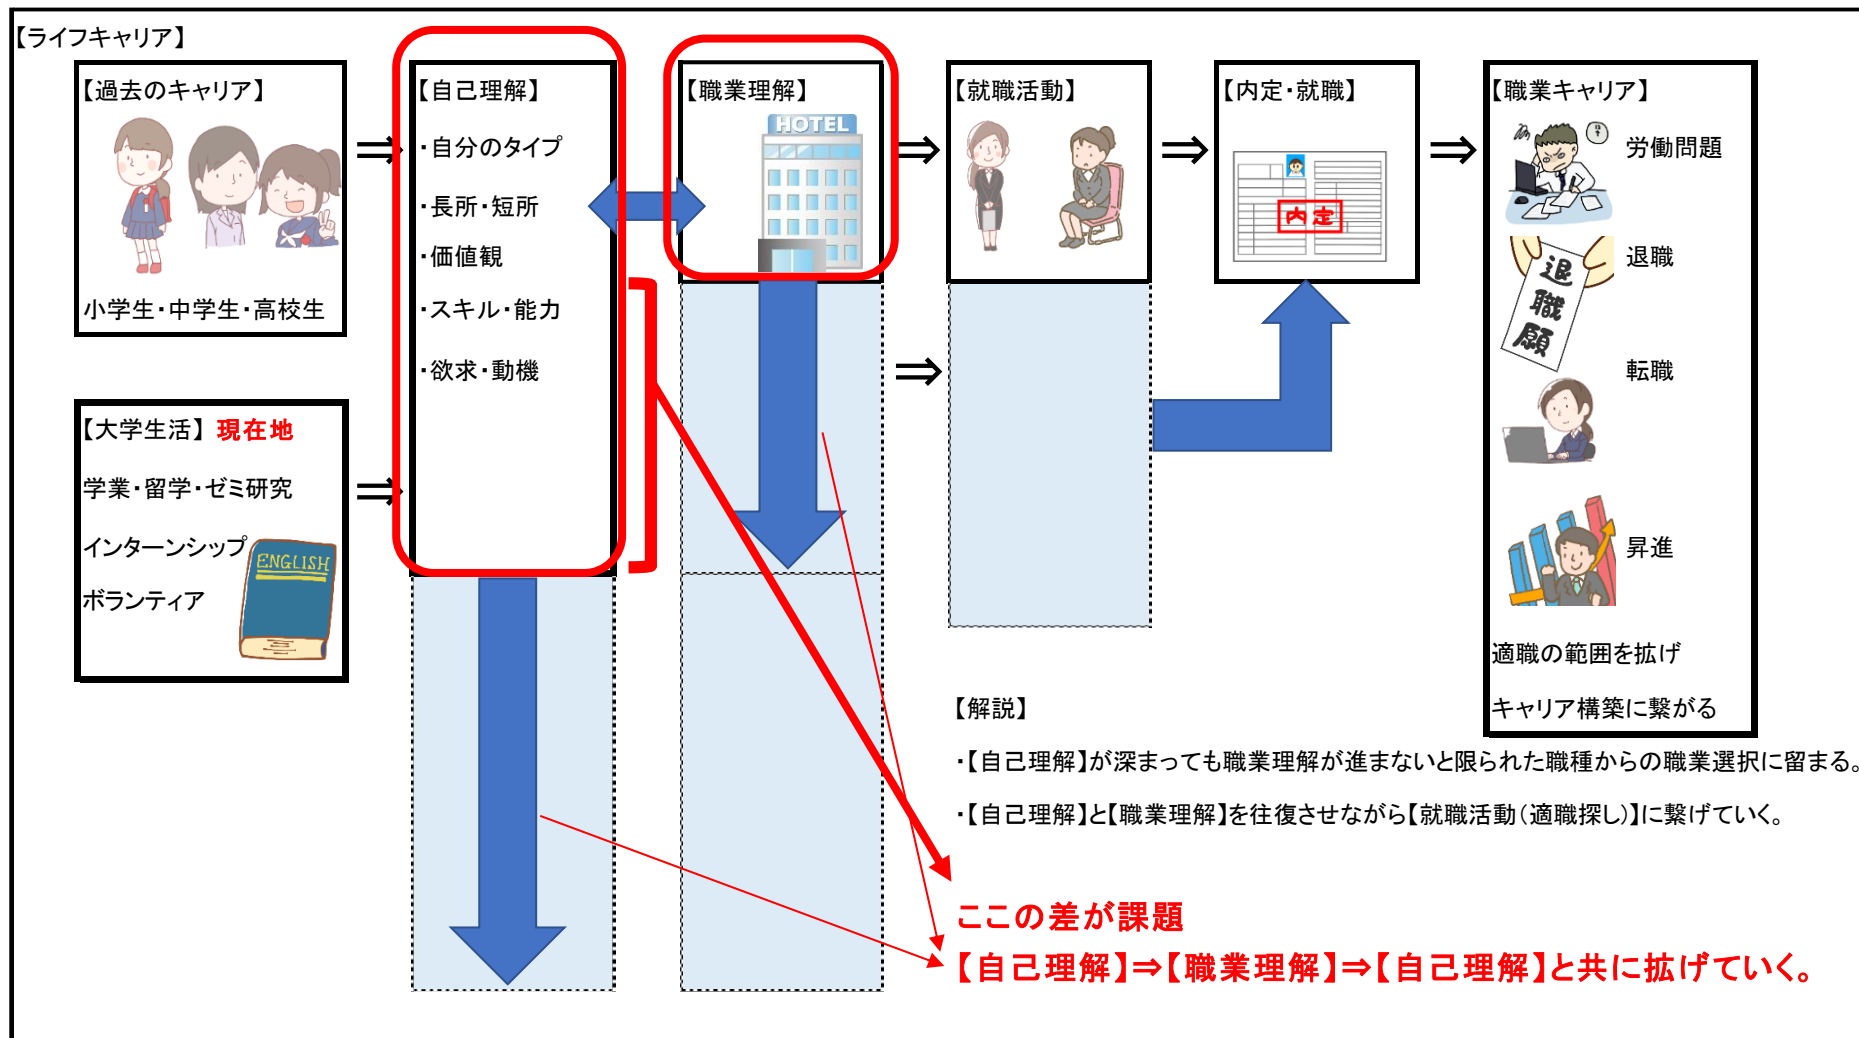 【ライフキャリア】
【過去のキャリア】
小学生・中学生・高校生
【大学生活】 現在地
学業・留学・ゼミ研究
インターンシップ
ボランティア
ENGLISH
【自己理解】
・自分のタイプ
・長所・短所
・価値観
・スキル・能力
・欲求・動機
【職業理解】
HOTEL
【就職活動】
【内定・就職】
内定
【職業キャリア】
労働問題
退職
退職願
転職
昇進
適職の範囲を拡げ
キャリア構築に繋がる
【解説】
・【自己理解】が深まっても職業理解が進まないと限られた職種からの職業選択に留まる。
・【自己理解】と【職業理解】を往復させながら【就職活動（適職探し）】に繋げていく。
ここの差が課題
【自己理解】⇒【職業理解】⇒【自己理解】と共に拡げていく。